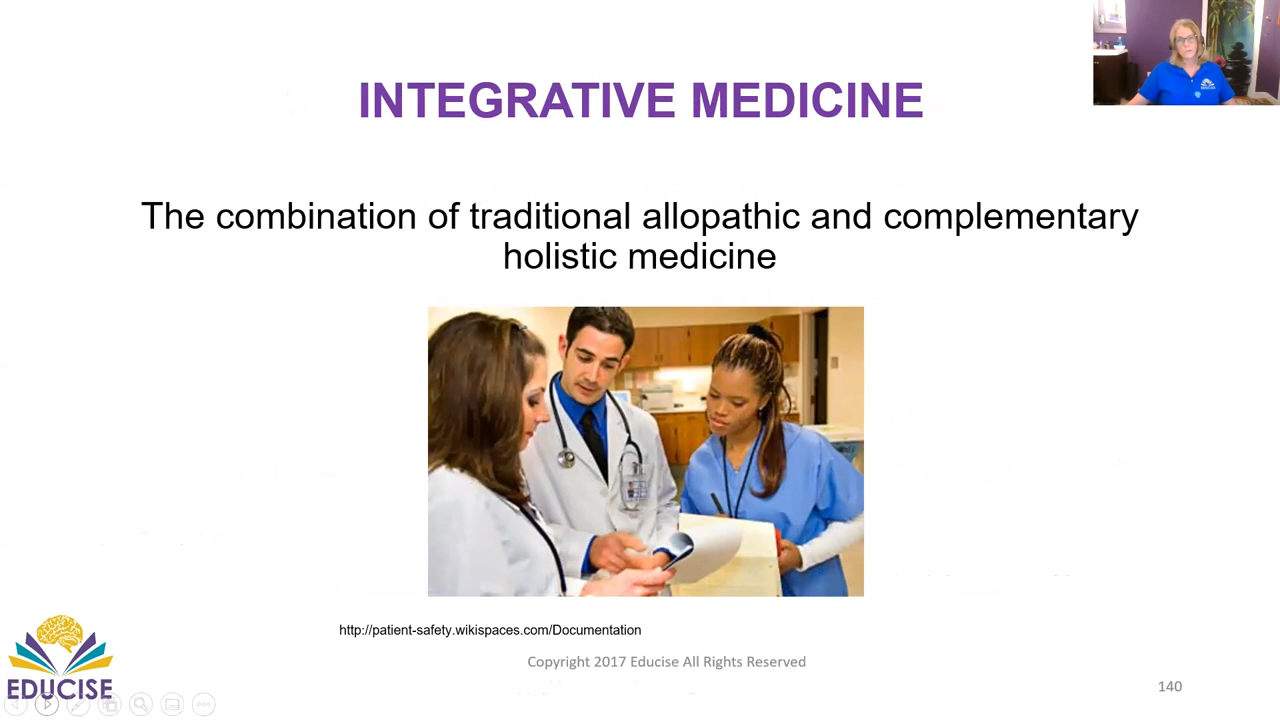 INTEGRATIVE MEDICINE
The combination of traditional allopathic and complementary
holistic medicine
http://patient-safety.wikispaces.com/Documentation
Copyright 2017 Educise All Rights Reserved
EDUCISE
140